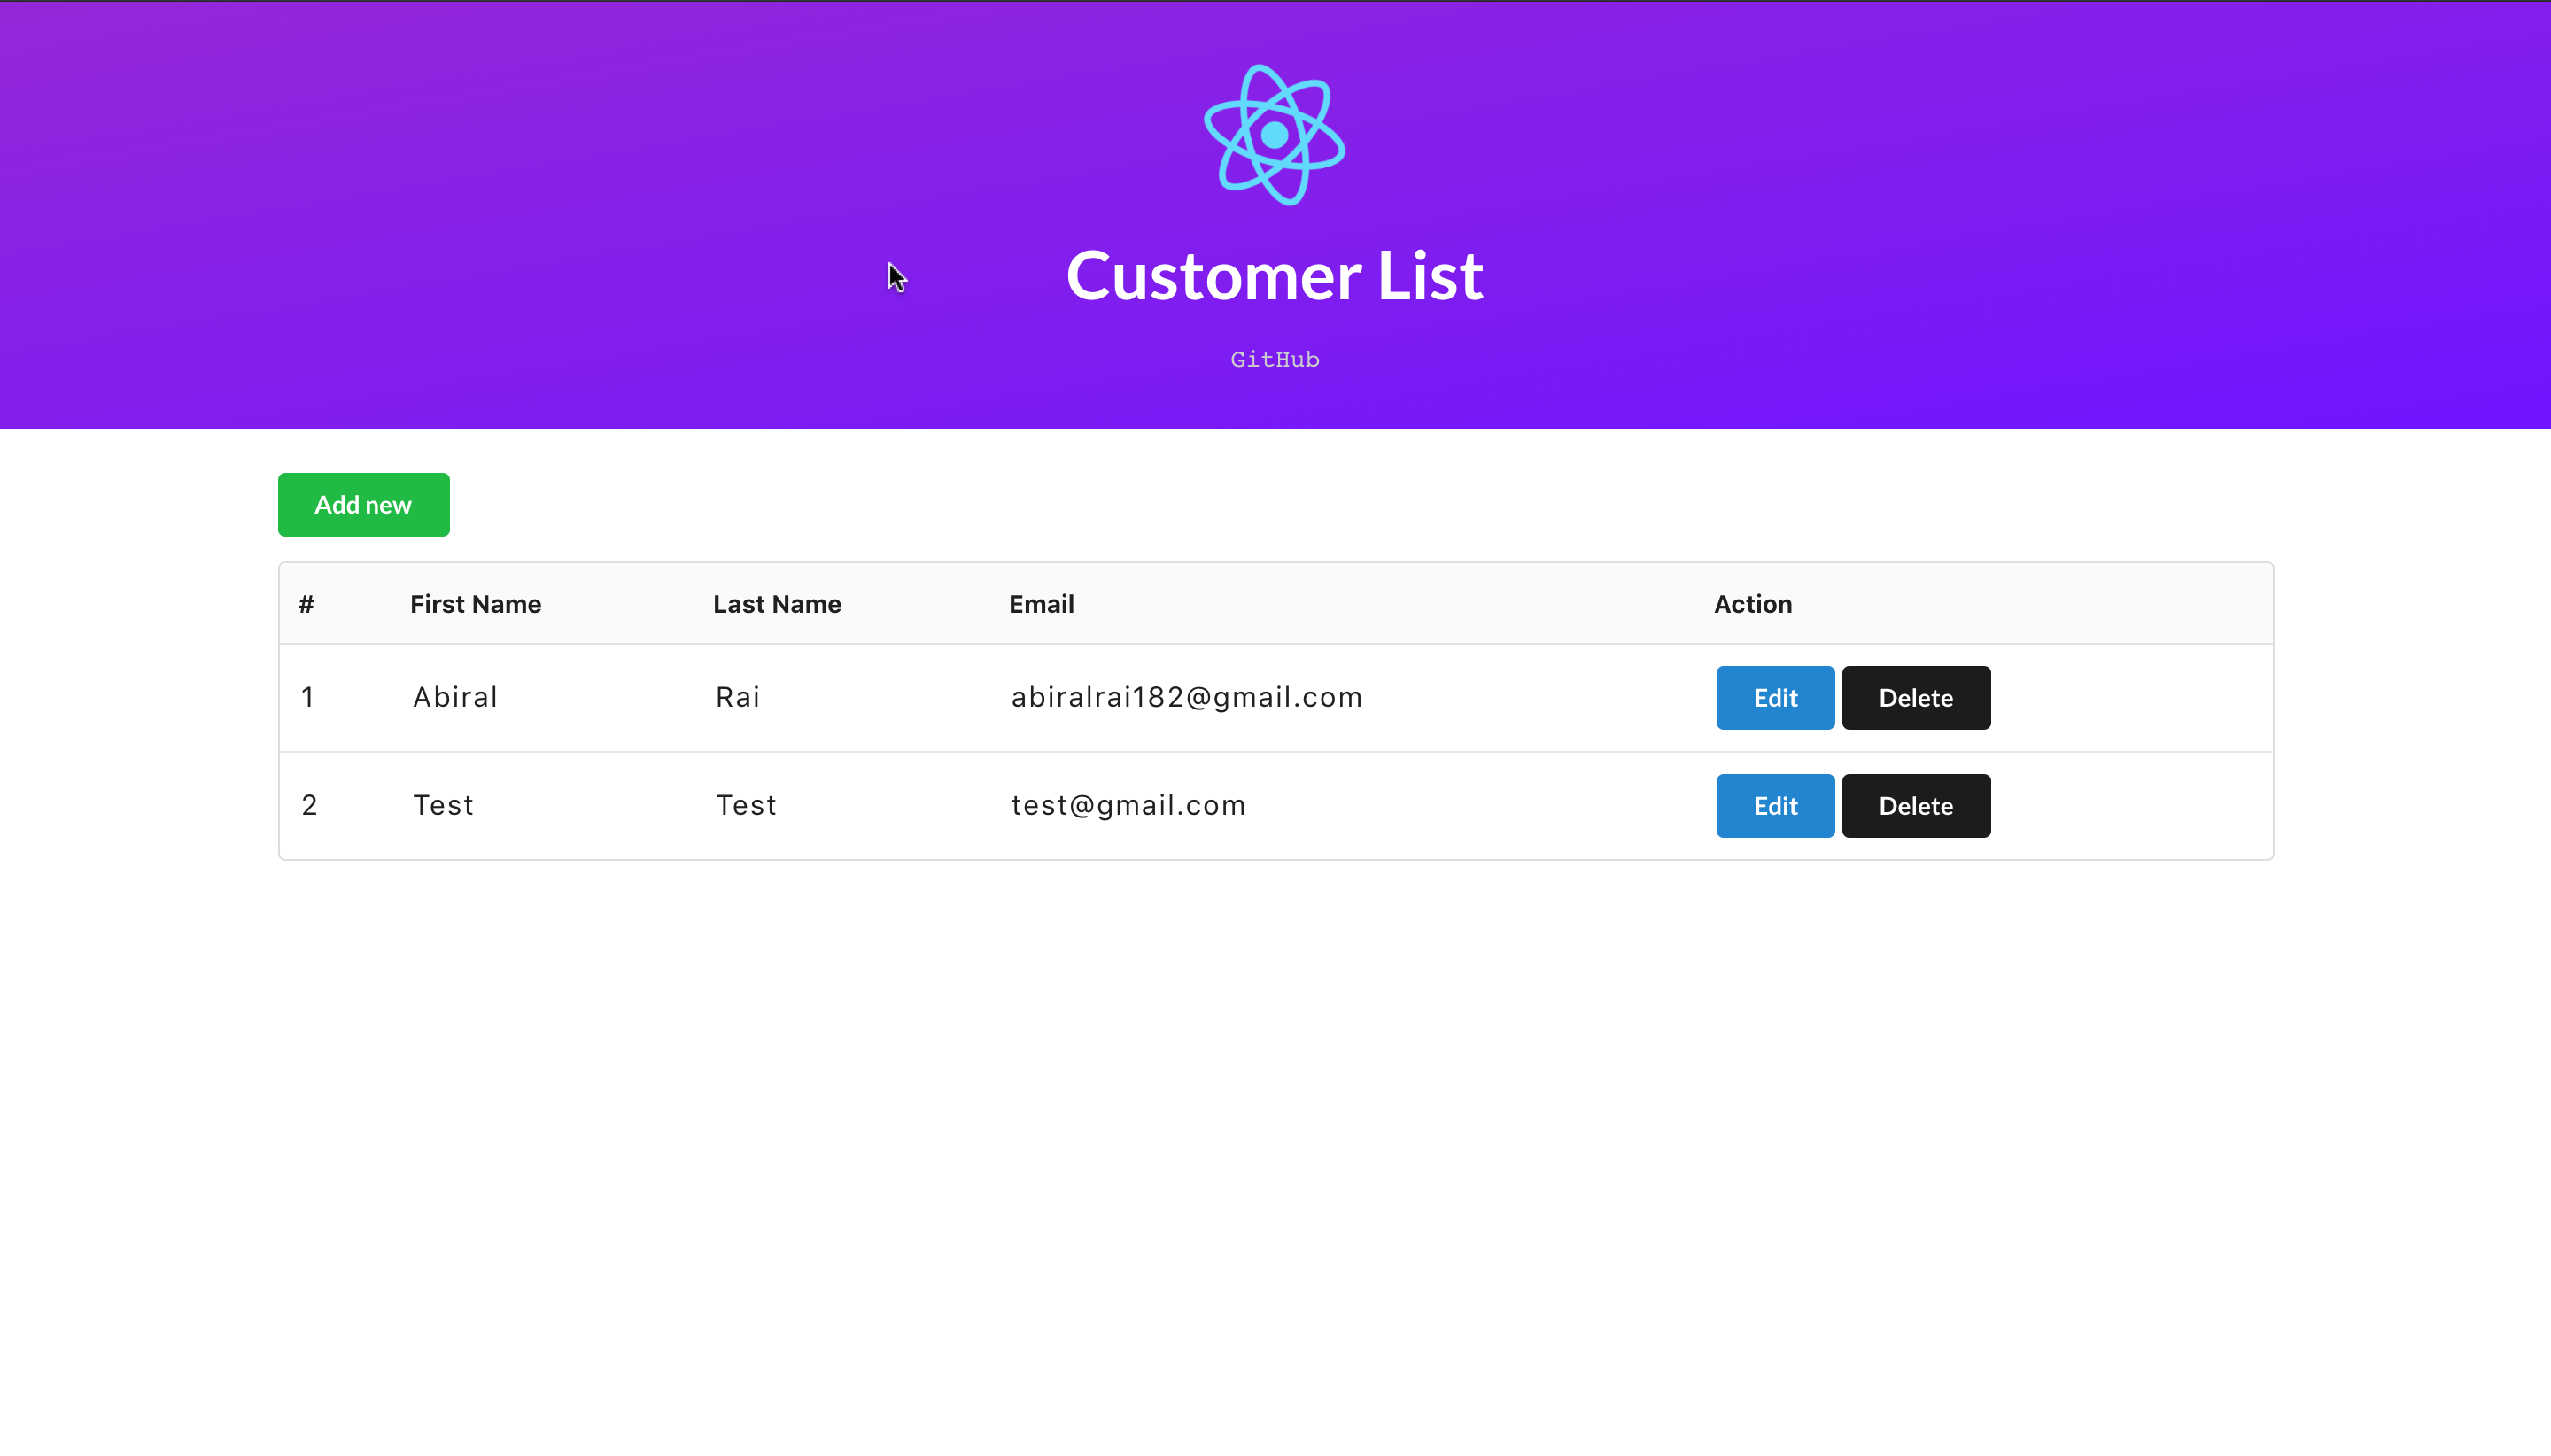 Customer List
GitHub
Add new
# First Name Last Name Email Action
1 Abiral Rai abiralrai182@gmail.com Edit Delete
2 Test Test test@gmail.com Edit Delete